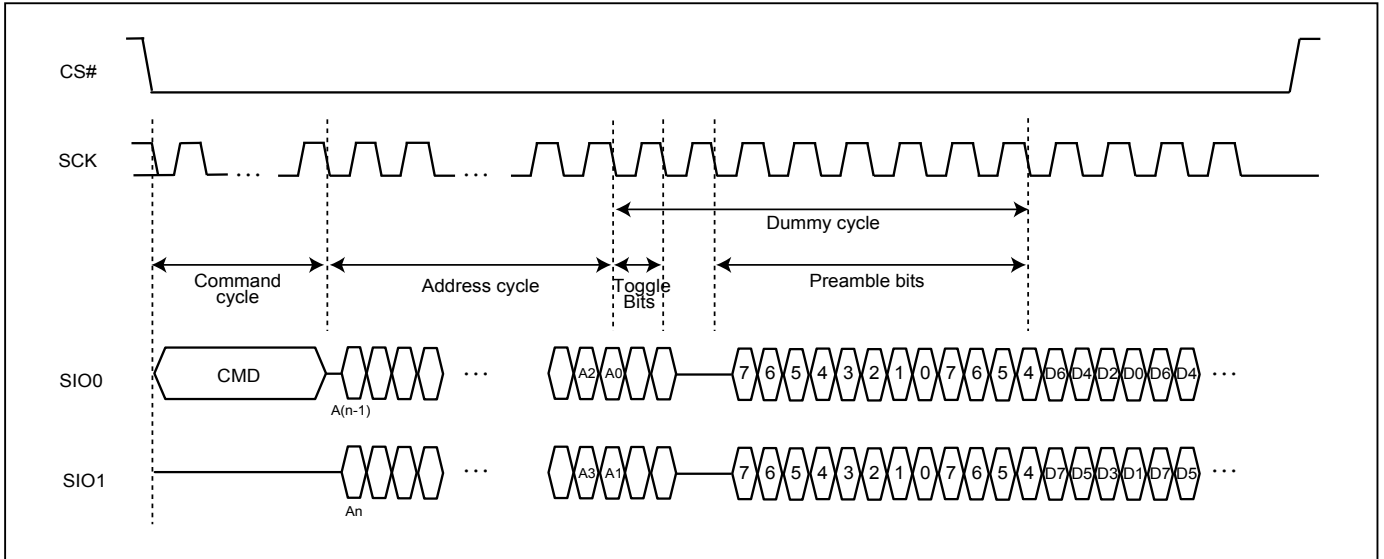 CS#
SCK
...
...
Dummy cycle
Command
cycle
Address cycle
Toggle
Bits
Preamble bits
SIO0
CMD
A(n-1)
...
A2 A0
7 6 5 4 3 2 1 0 7 6 5 4 D6 D4 D2 D0 D6 D4
...
SIO1
An
...
A3 A1
7 6 5 4 3 2 1 0 7 6 5 4 D7 D5 D3 D1 D7 D5
...